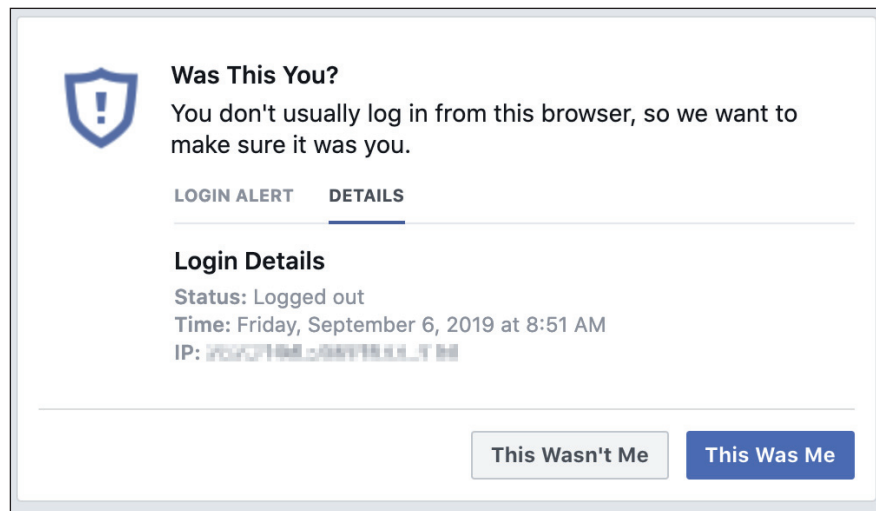 Was This You?
You don't usually log in from this browser, so we want to
make sure it was you.
LOGIN ALERT DETAILS
Login Details
Status: Logged out
Time: Friday, September 6, 2019 at 8:51 AM
IP:
This Wasn't Me This Was Me